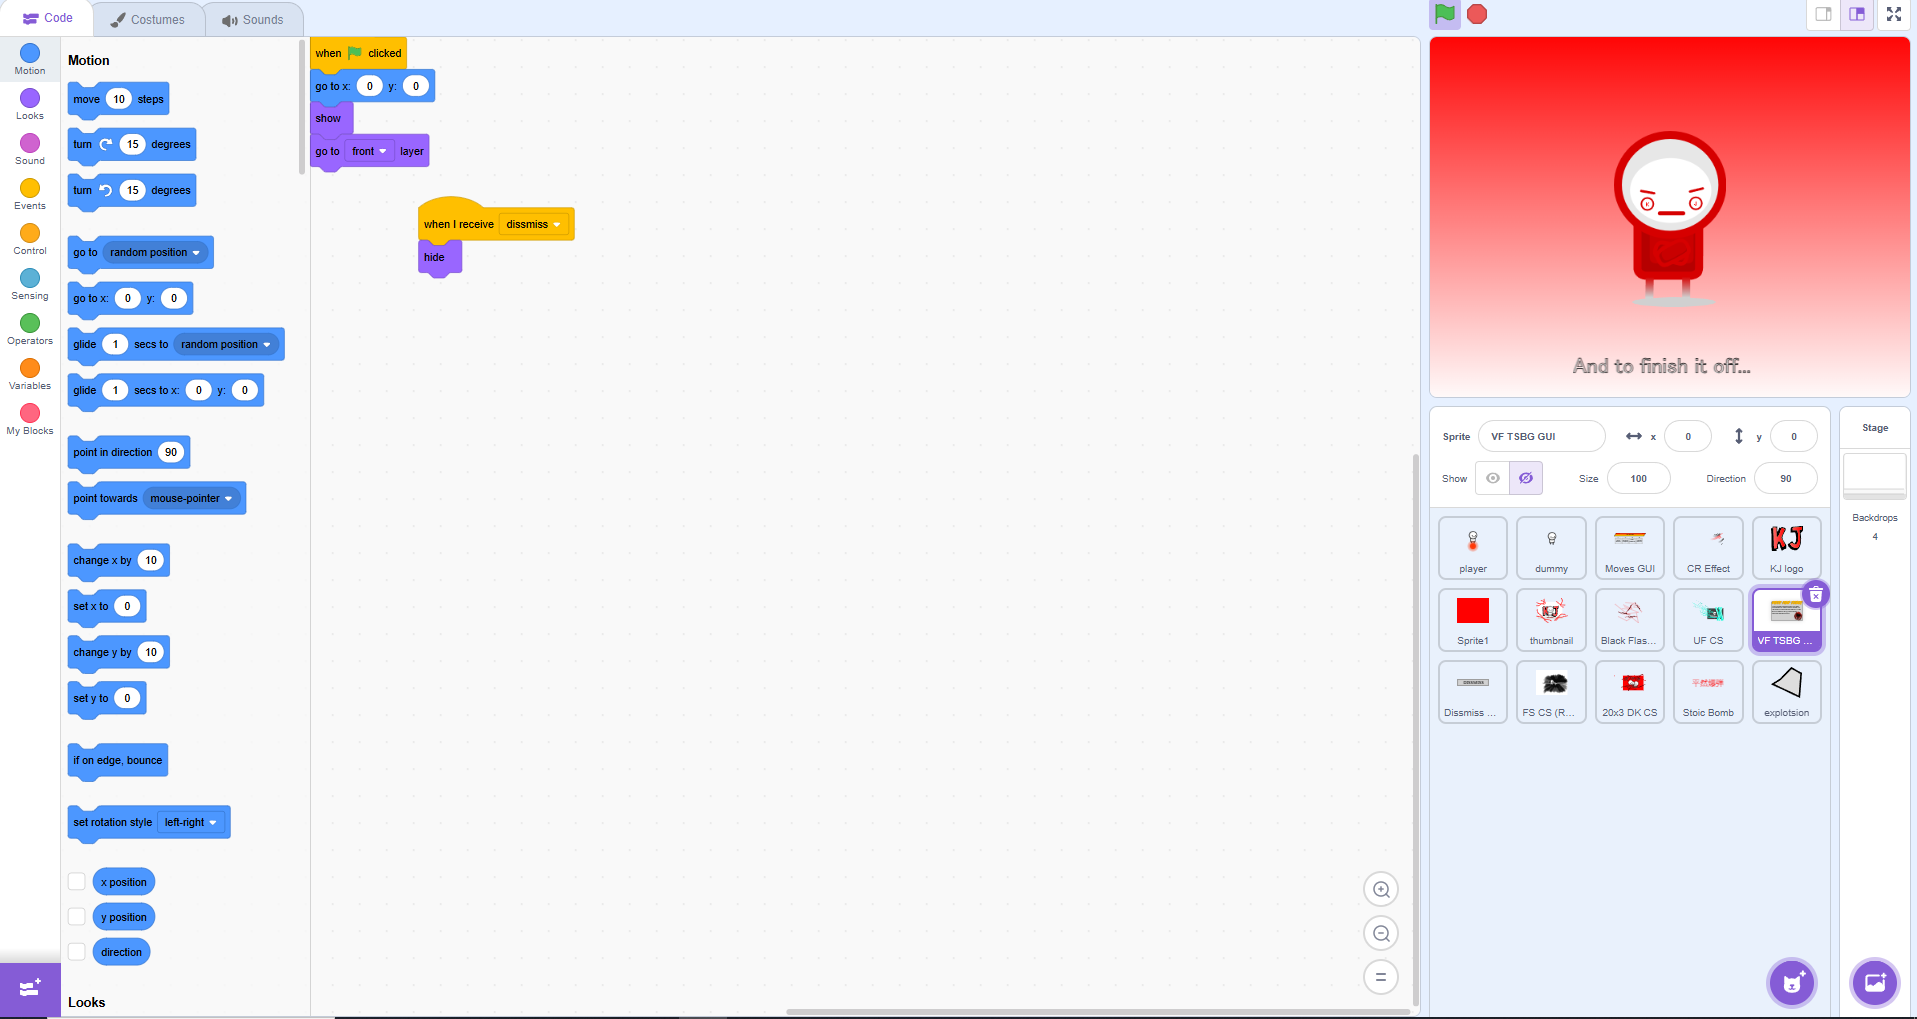 Code
Costumes
Sounds
Motion
Looks
Sound
Events
Control
Sensing
Operators
Variables
My Blocks
Motion
move 10 steps
turn 15 degrees
turn 15 degrees
go to random position
go to x: 0 y: 0
glide 1 secs to random position
glide 1 secs to x: 0 y: 0
point in direction 90
point towards mouse-pointer
change x by 10
set x to 0
change y by 10
set y to 0
if on edge, bounce
set rotation style left-right
x position
y position
direction
Looks
when clicked
go to x: 0 y: 0
show
go to front layer
when I receive dissmiss
hide
And to finish it off...
Sprite VF TSBG GUI x 0 y 0
Show Size 100 Direction 90
player
dummy
Moves GUI
CR Effect
KJ
KJ logo
Sprite1
thumbnail
Black Flas...
UF CS
VF TSBG ...
DISSMISS
Dissmiss ...
FS CS (R...
20x3 DK CS
Stoic Bomb
explotsion
Stage
Backdrops
4